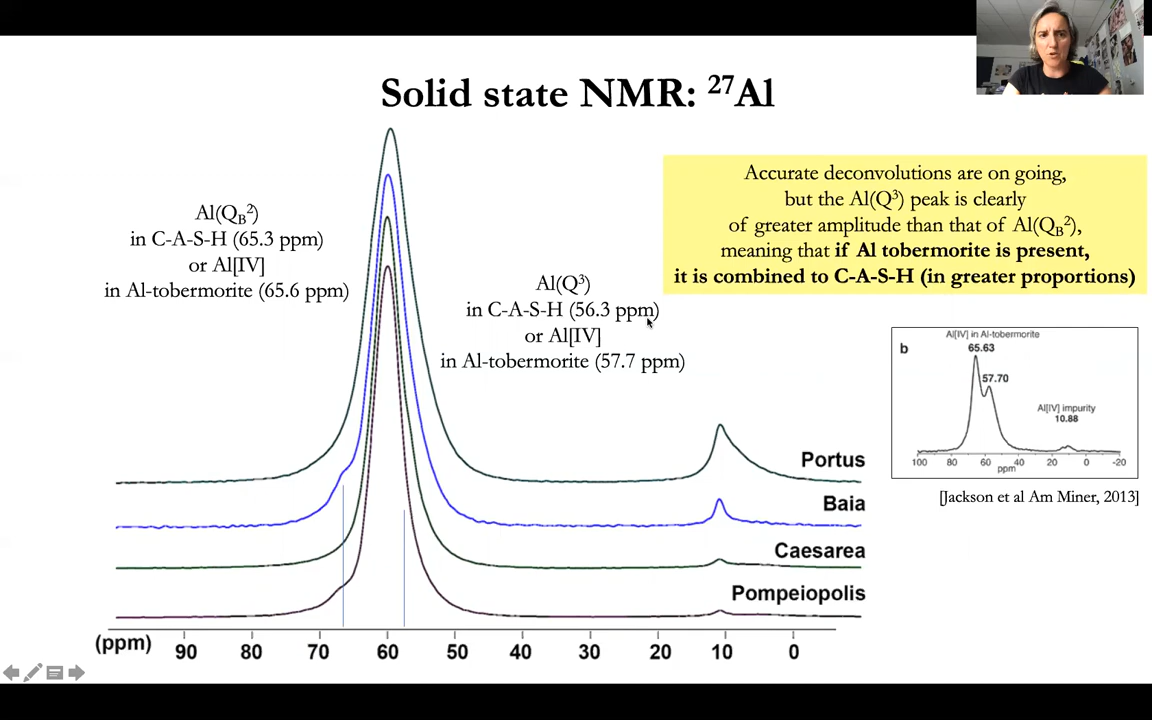 Solid state NMR: ²⁷Al
Al(Q_B²)
in C-A-S-H (65.3 ppm)
or Al[IV]
in Al-tobermorite (65.6 ppm)
Al(Q³)
in C-A-S-H (56.3 ppm)
or Al[IV]
in Al-tobermorite (57.7 ppm)
Accurate deconvolutions are on going,
but the Al(Q³) peak is clearly
of greater amplitude than that of Al(Q_B²),
meaning that if Al tobermorite is present,
it is combined to C-A-S-H (in greater proportions)
Al[IV] in Al-tobermorite
b
65.63
57.70
Al[IV] impurity
10.88
100 80 60 40 20 0 -20
ppm
[Jackson et al Am Miner, 2013]
Portus
Baia
Caesarea
Pompeiopolis
(ppm) 90 80 70 60 50 40 30 20 10 0